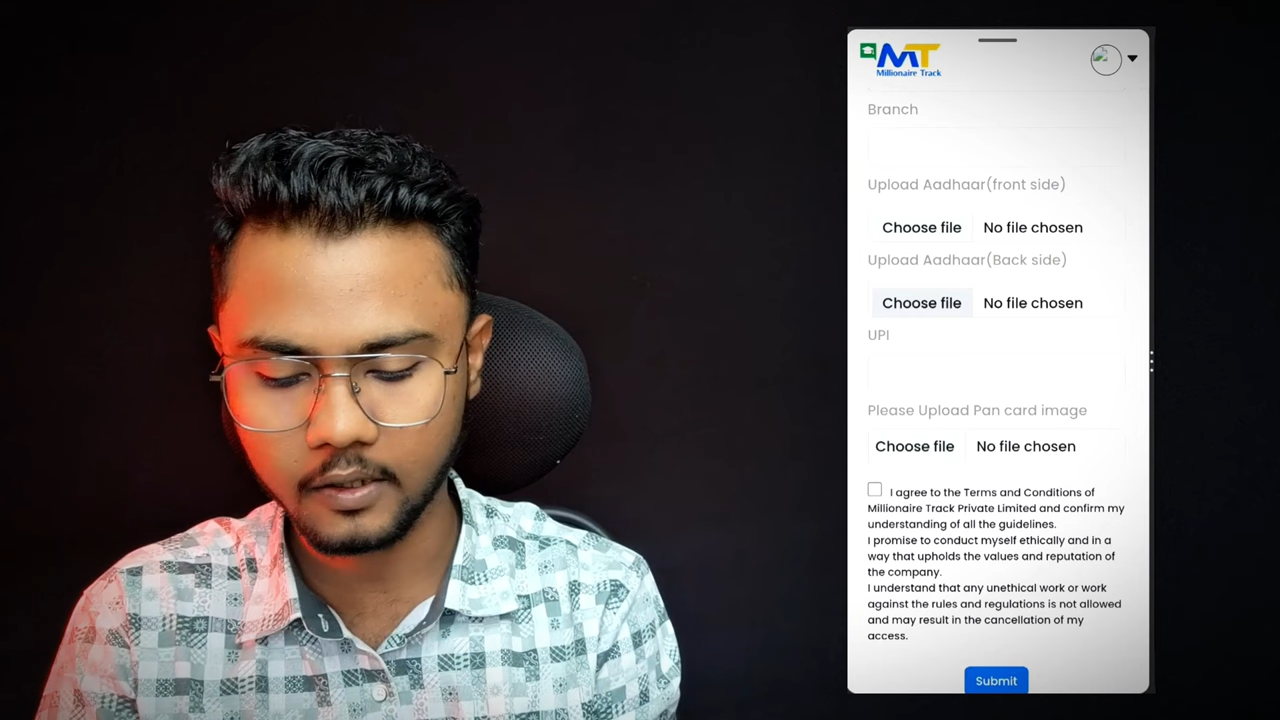 MT
Millionaire Track
Branch
Upload Aadhaar(front side)
Choose file No file chosen
Upload Aadhaar(Back side)
Choose file No file chosen
UPI
Please Upload Pan card image
Choose file No file chosen
I agree to the Terms and Conditions of
Millionaire Track Private Limited and confirm my
understanding of all the guidelines.
I promise to conduct myself ethically and in a
way that upholds the values and reputation of
the company.
I understand that any unethical work or work
against the rules and regulations is not allowed
and may result in the cancellation of my
access.
Submit